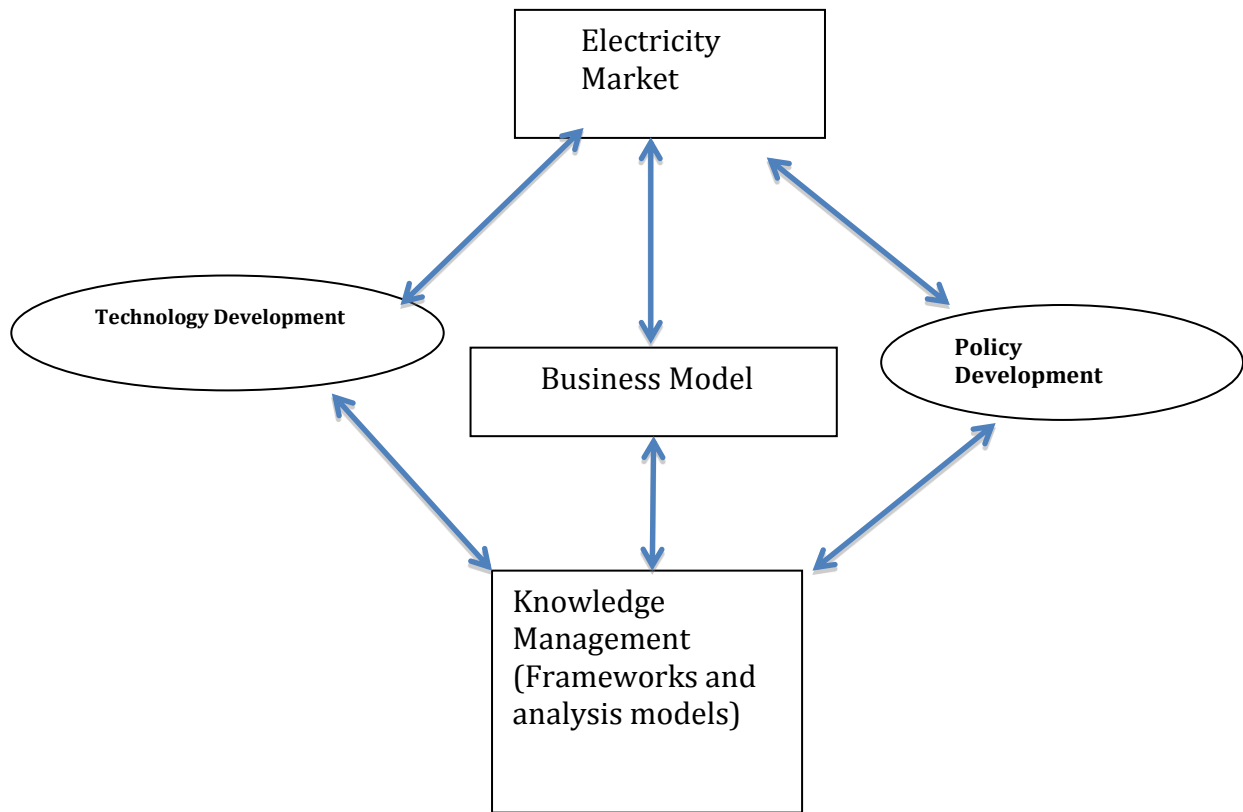 Electricity
Market
Technology Development
Policy
Development
Business Model
Knowledge
Management
(Frameworks and
analysis models)